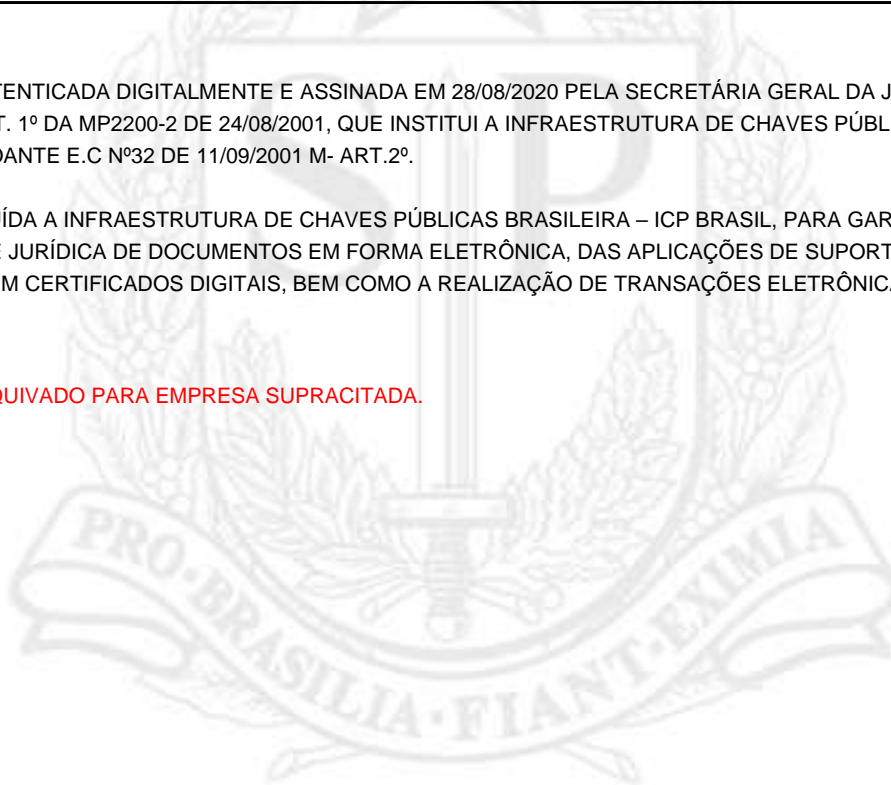 TENTICADA DIGITALMENTE E ASSINADA EM 28/08/2020 PELA SECRETÁRIA GERAL DA J
T. 1º DA MP2200-2 DE 24/08/2001, QUE INSTITUI A INFRAESTRUTURA DE CHAVES PÚBL
DANTE E.C Nº32 DE 11/09/2001 M- ART.2º.
UÍDA A INFRAESTRUTURA DE CHAVES PÚBLICAS BRASILEIRA – ICP BRASIL, PARA GAR
E JURÍDICA DE DOCUMENTOS EM FORMA ELETRÔNICA, DAS APLICAÇÕES DE SUPORT
EM CERTIFICADOS DIGITAIS, BEM COMO A REALIZAÇÃO DE TRANSAÇÕES ELETRÔNICA
QUIVADO PARA EMPRESA SUPRACITADA.
SP
PRO·BRASILIA·FIANT·EXIMIA